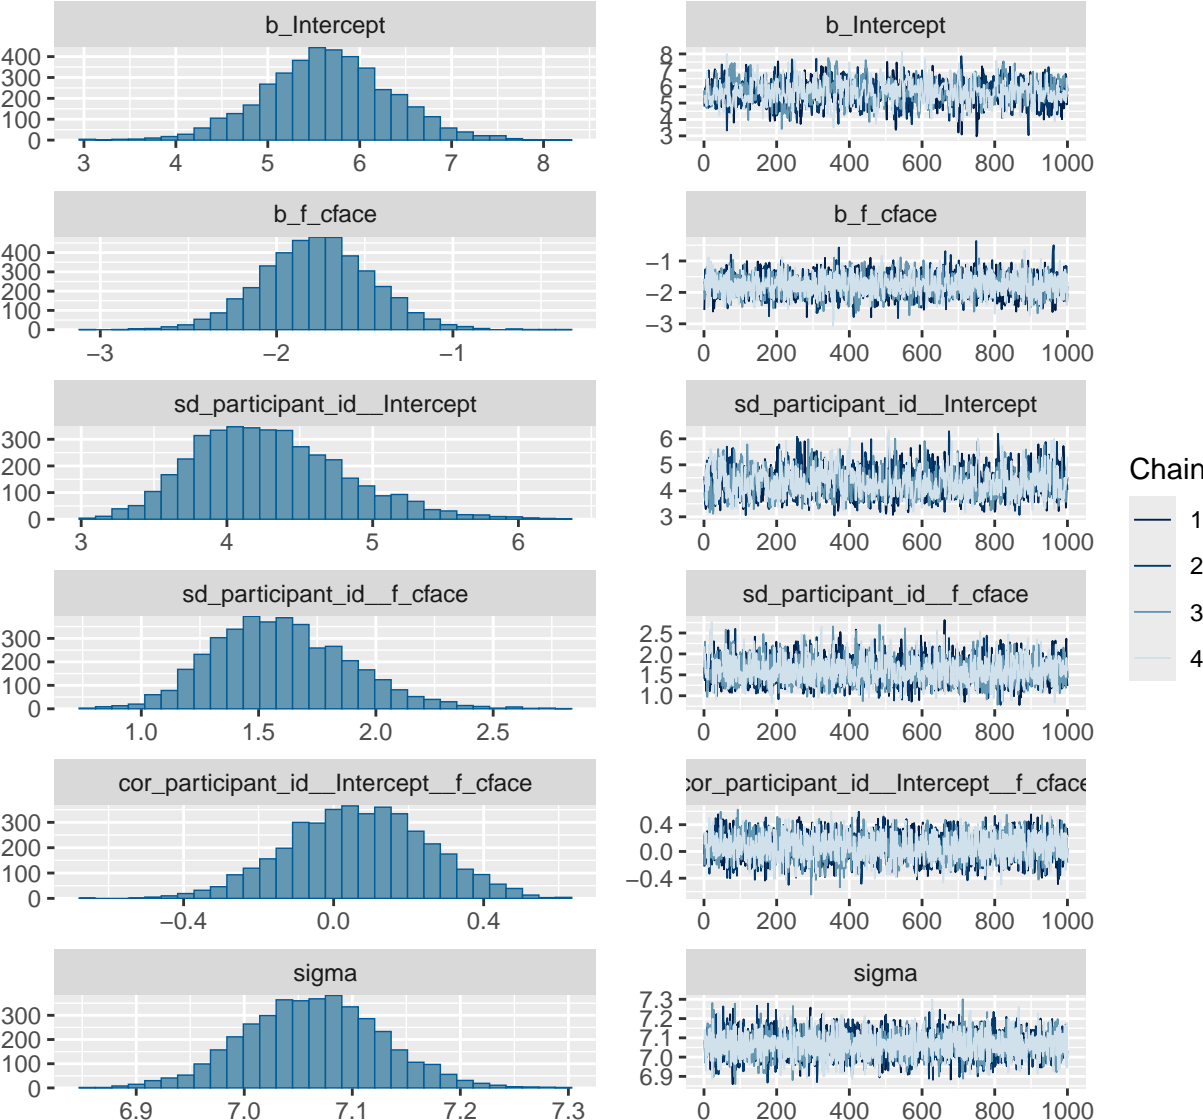 b_Intercept
400
300
200
100
0
3 4 5 6 7 8
b_Intercept
8
7
6
5
4
3
0 200 400 600 800 1000
b_f_cface
400
300
200
100
0
−3 −2 −1
b_f_cface
−1
−2
−3
0 200 400 600 800 1000
sd_participant_id__Intercept
300
200
100
0
3 4 5 6
sd_participant_id__Intercept
6
5
4
3
0 200 400 600 800 1000
sd_participant_id__f_cface
300
200
100
0
1.0 1.5 2.0 2.5
sd_participant_id__f_cface
2.5
2.0
1.5
1.0
0 200 400 600 800 1000
cor_participant_id__Intercept__f_cface
300
200
100
0
−0.4 0.0 0.4
cor_participant_id__Intercept__f_cface
0.4
0.0
−0.4
0 200 400 600 800 1000
sigma
300
200
100
0
6.9 7.0 7.1 7.2 7.3
sigma
7.3
7.2
7.1
7.0
6.9
0 200 400 600 800 1000
Chain
1
2
3
4